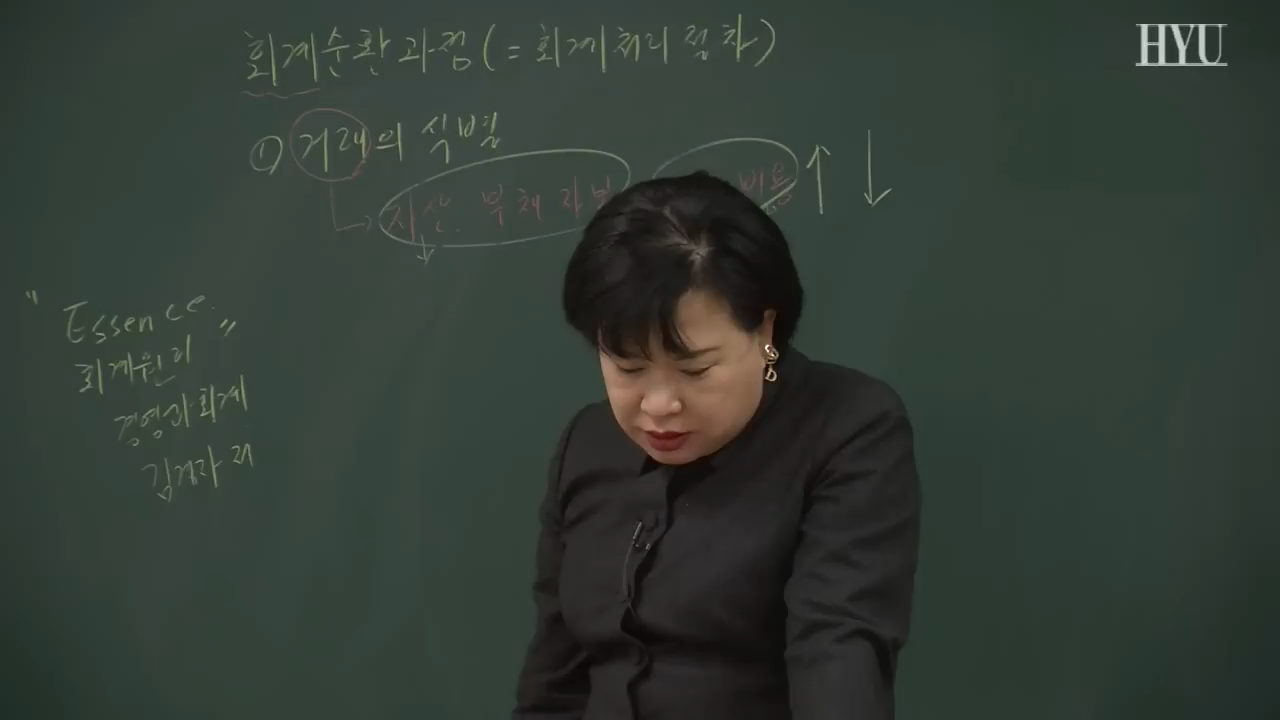 HYU
회계순환과정(=회계처리절차)
① 거래의 식별
자산 부채 자본 비용 ↑ ↓
"Essence.
회계원리"
경영과회계
김경자 저